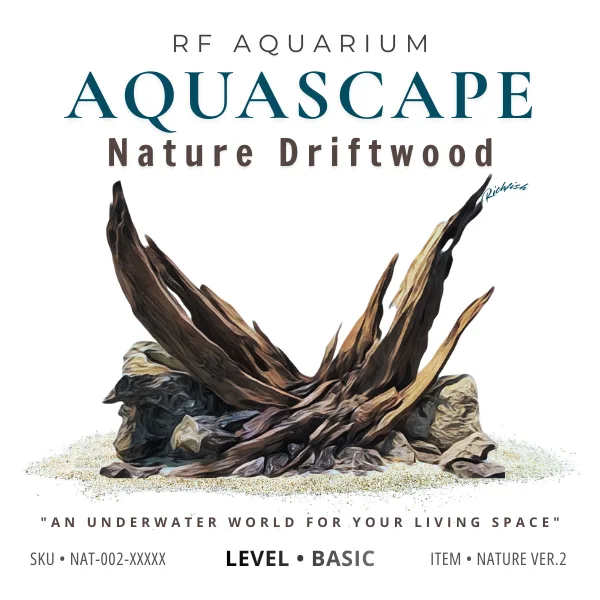 RF AQUARIUM
AQUASCAPE
Nature Driftwood
Richfish
"AN UNDERWATER WORLD FOR YOUR LIVING SPACE"
SKU • NAT-002-XXXXX
LEVEL • BASIC
ITEM • NATURE VER.2